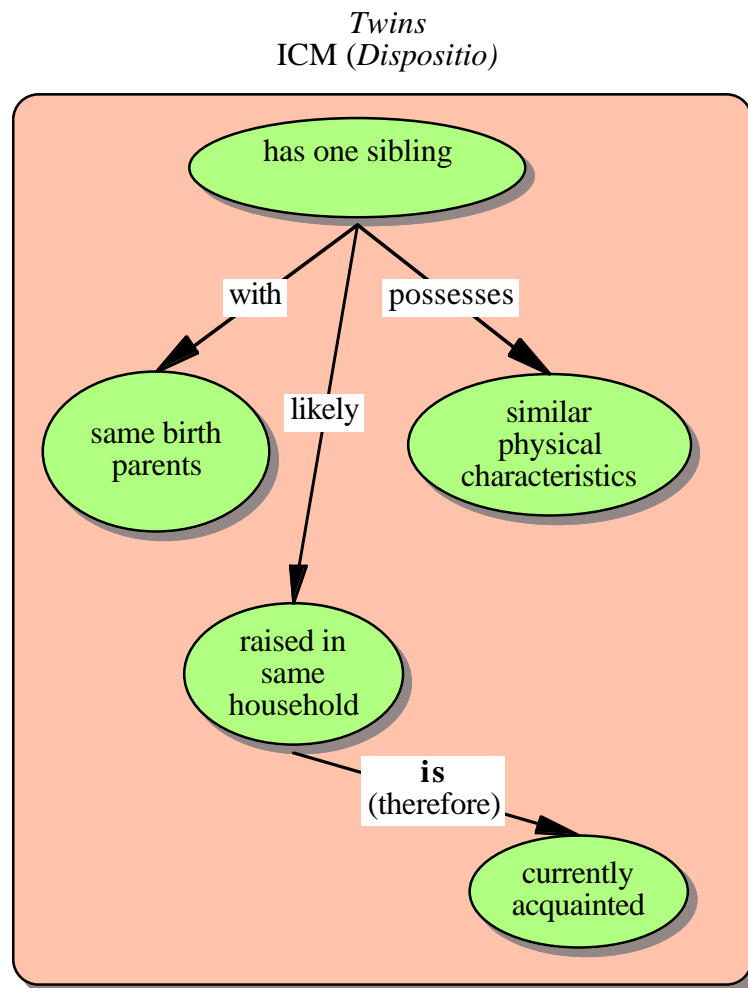 Twins
ICM (Dispositio)
has one sibling
with
possesses
likely
same birth
parents
similar
physical
characteristics
raised in
same
household
is
(therefore)
currently
acquainted